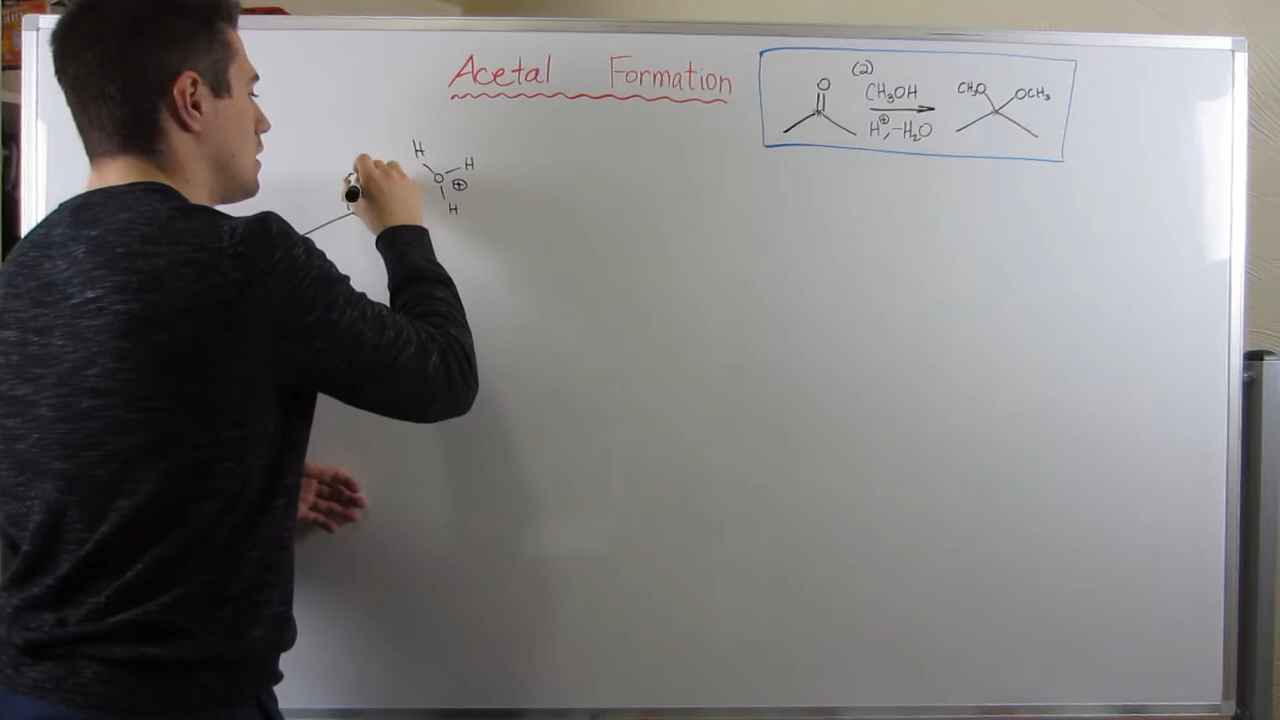 Acetal Formation
(2)
O
CH₃OH
H⊕, -H₂O
CH₃O OCH₃
H
H
O ⊕
H